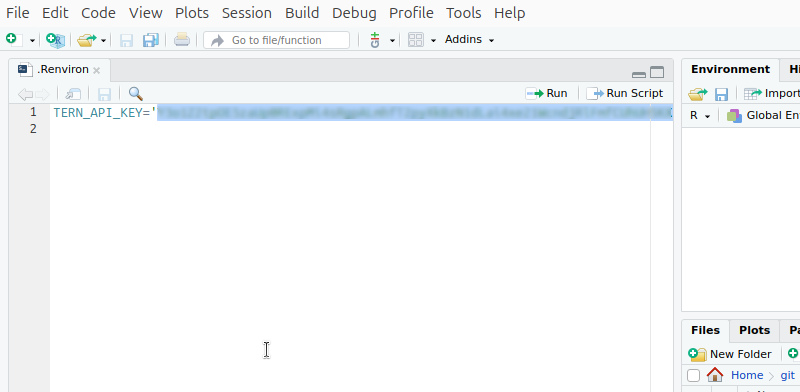 File Edit Code View Plots Session Build Debug Profile Tools Help
Go to file/function Addins
.Renviron
Run Run Script
1 TERN_API_KEY='
2
Environment Hi
Import
R Global En
Files Plots Pa
New Folder
Home git